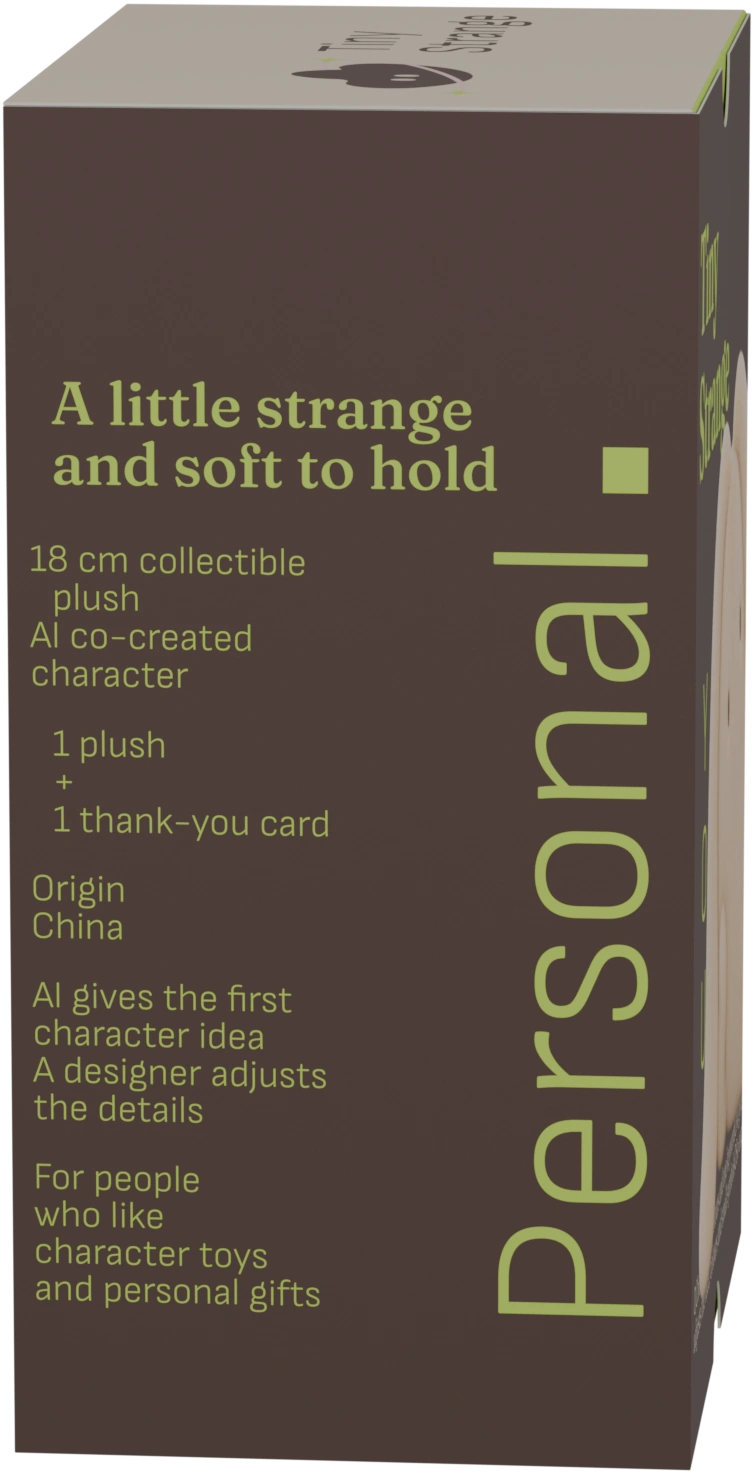 Tiny
Strange
A little strange
and soft to hold
18 cm collectible
plush
AI co-created
character
1 plush
+
1 thank-you card
Origin
China
AI gives the first
character idea
A designer adjusts
the details
For people
who like
character toys
and personal gifts
Personal.
Tiny
Strange
Y
O
U